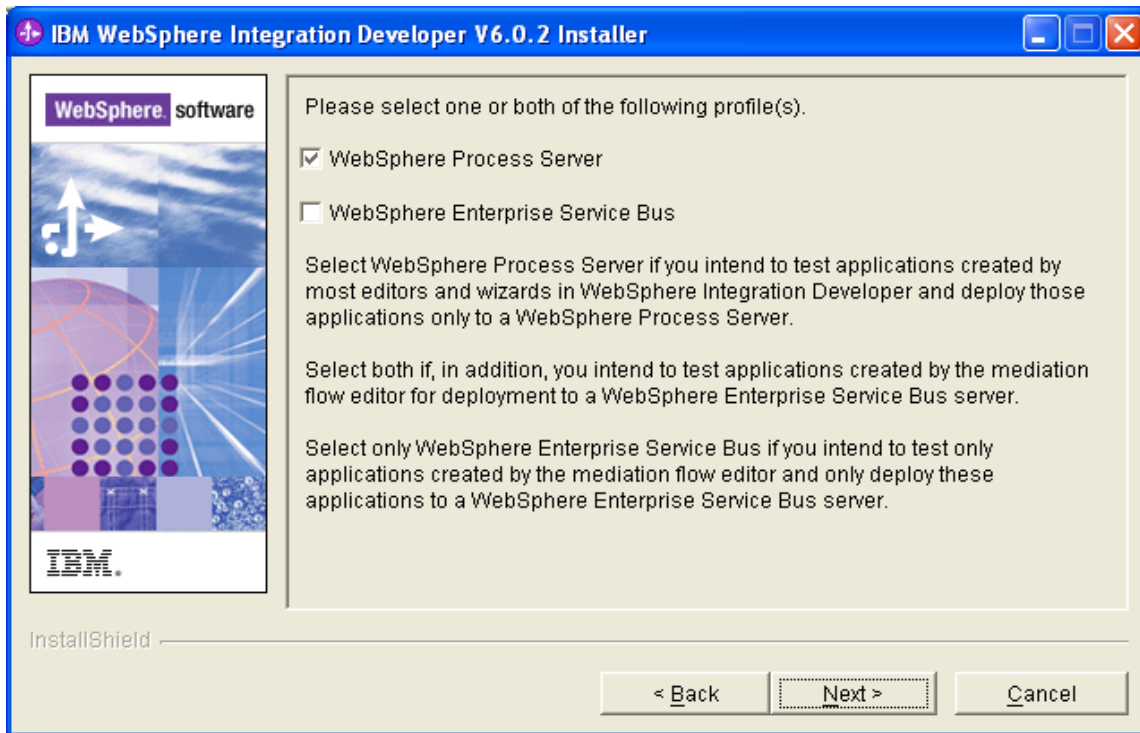 IBM WebSphere Integration Developer V6.0.2 Installer
WebSphere. software
Please select one or both of the following profile(s).
WebSphere Process Server
WebSphere Enterprise Service Bus
Select WebSphere Process Server if you intend to test applications created by
most editors and wizards in WebSphere Integration Developer and deploy those
applications only to a WebSphere Process Server.
Select both if, in addition, you intend to test applications created by the mediation
flow editor for deployment to a WebSphere Enterprise Service Bus server.
Select only WebSphere Enterprise Service Bus if you intend to test only
applications created by the mediation flow editor and only deploy these
applications to a WebSphere Enterprise Service Bus server.
IBM.
InstallShield
< Back
Next >
Cancel